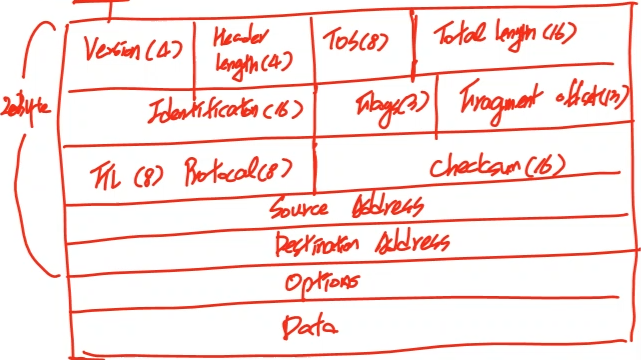 Version (4) Header length (4) TOS (8) Total length (16)
20Byte
Identification (16) Flags (3) Fragment offset (13)
TTL (8) Protocal (8) Checksum (16)
Source Address
Destination Address
Options
Data